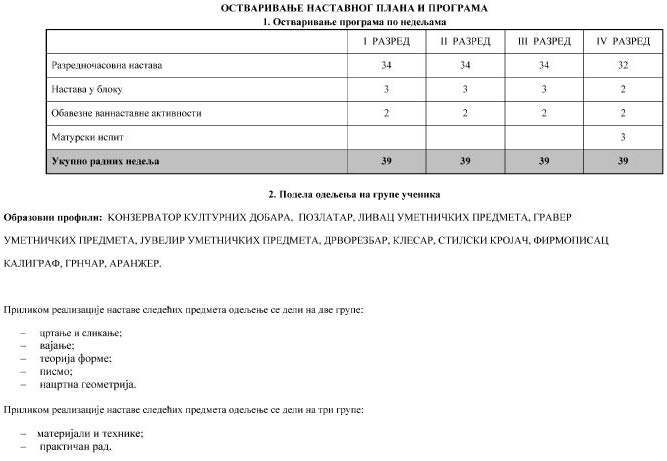 ОСТВАРИВАЊЕ НАСТАВНОГ ПЛАНА И ПРОГРАМА
1. Остваривање програма по недељама
I РАЗРЕД II РАЗРЕД III РАЗРЕД IV РАЗРЕД
Разредночасовна настава 34 34 34 32
Настава у блоку 3 3 3 2
Обавезне ваннаставне активности 2 2 2 2
Матурски испит 3
Укупно радних недеља 39 39 39 39
2. Подела одељења на групе ученика
Образовни профили: КОНЗЕРВАТОР КУЛТУРНИХ ДОБАРА, ПОЗЛАТАР, ЛИВАЦ УМЕТНИЧКИХ ПРЕДМЕТА, ГРАВЕР
УМЕТНИЧКИХ ПРЕДМЕТА, ЈУВЕЛИР УМЕТНИЧКИХ ПРЕДМЕТА, ДРВОРЕЗБАР, КЛЕСАР, СТИЛСКИ КРОЈАЧ, ФИРМОПИСАЦ
КАЛИГРАФ, ГРНЧАР, АРАНЖЕР.
Приликом реализације наставе следећих предмета одељење се дели на две групе:
– цртање и сликање;
– вајање;
– теорија форме;
– писмо;
– нацртна геометрија.
Приликом реализације наставе следећих предмета одељење се дели на три групе:
– материјали и технике;
– практичан рад.